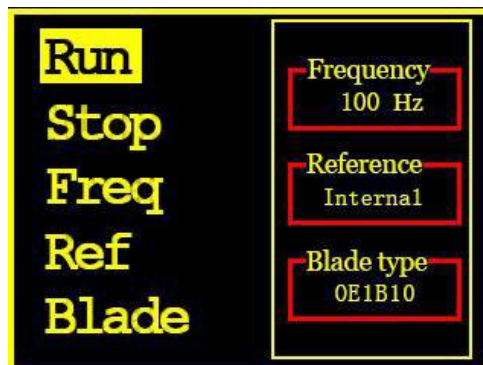 Run
Stop
Freq
Ref
Blade
Frequency
100 Hz
Reference
Internal
Blade type
0E1B10